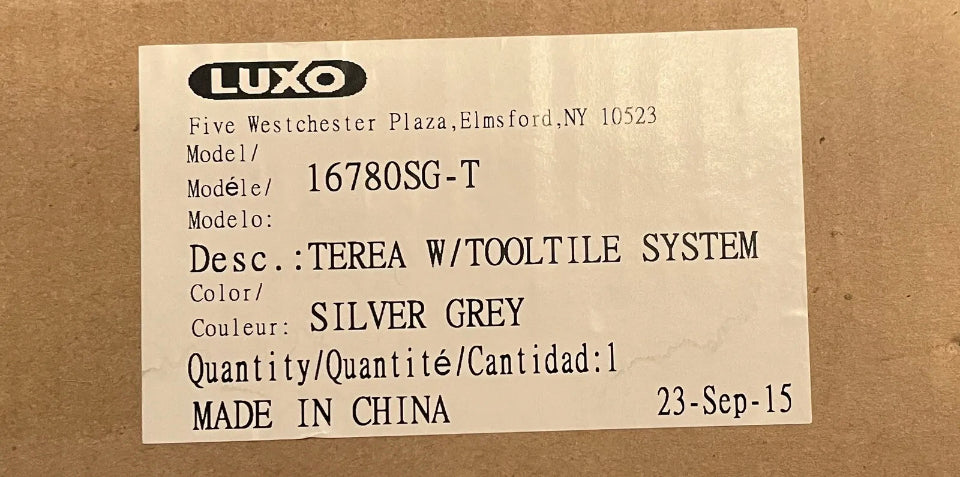 LUXO
Five Westchester Plaza,Elmsford,NY 10523
Model/
Modéle/ 16780SG-T
Modelo:
Desc.:TEREA W/TOOLTILE SYSTEM
Color/
Couleur: SILVER GREY
Quantity/Quantité/Cantidad:1
MADE IN CHINA 23-Sep-15